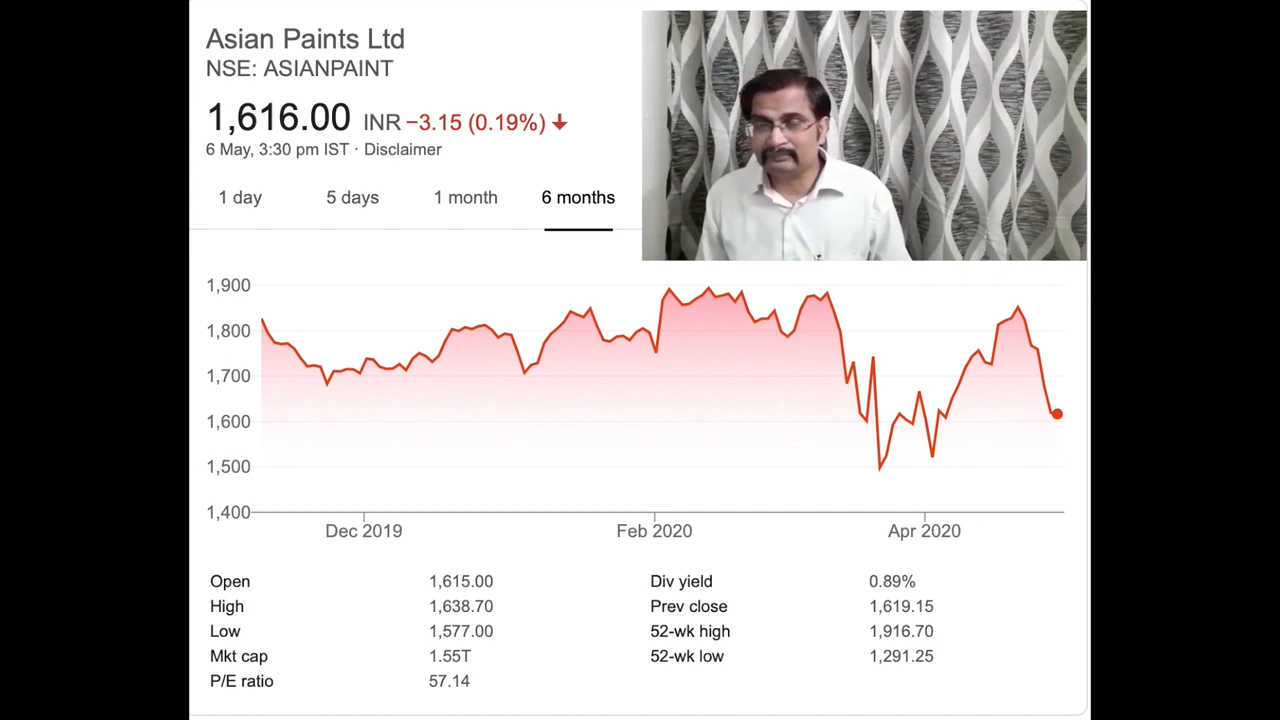 Asian Paints Ltd
NSE: ASIANPAINT
1,616.00 INR −3.15 (0.19%) ↓
6 May, 3:30 pm IST · Disclaimer
1 day 5 days 1 month 6 months
1,900
1,800
1,700
1,600
1,500
1,400
Dec 2019 Feb 2020 Apr 2020
Open 1,615.00 Div yield 0.89%
High 1,638.70 Prev close 1,619.15
Low 1,577.00 52-wk high 1,916.70
Mkt cap 1.55T 52-wk low 1,291.25
P/E ratio 57.14